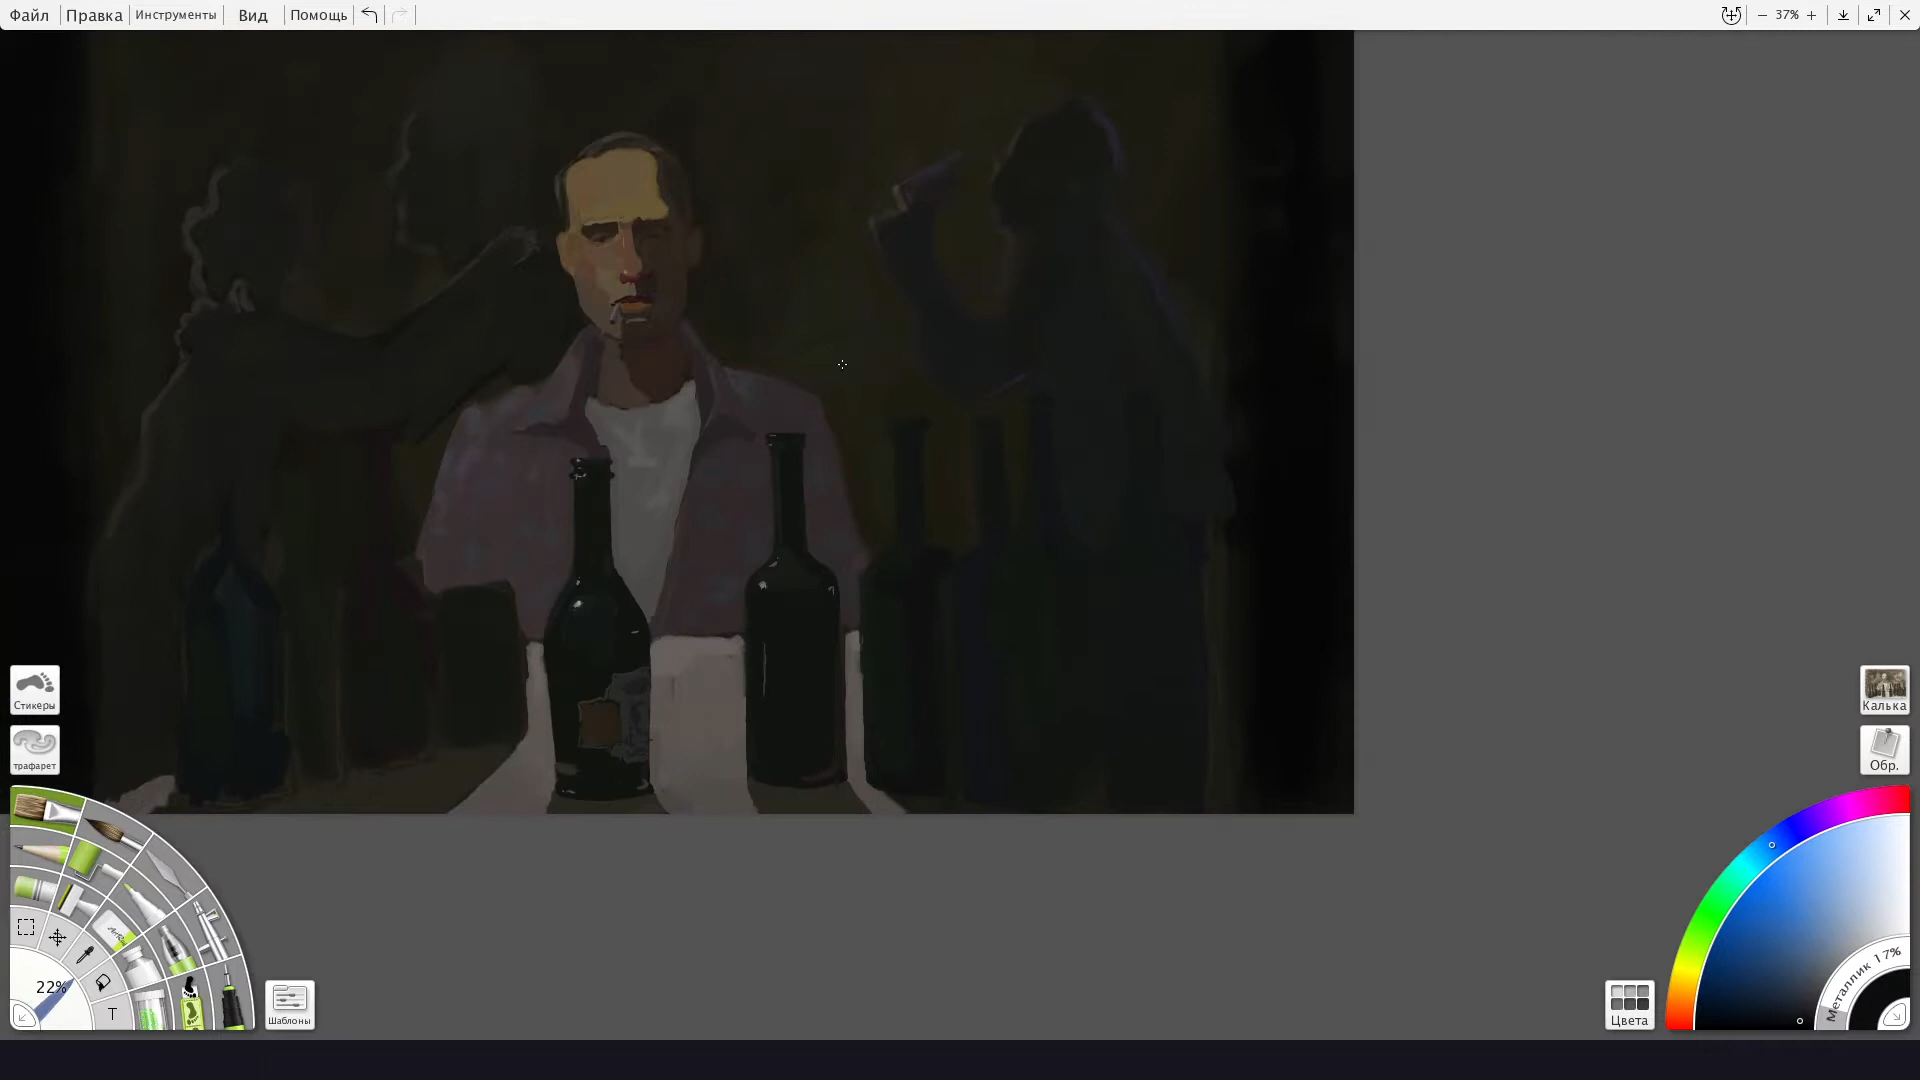 Файл Правка Инструменты Вид Помощь 37%
Стикеры
трафарет
Калька
Обр.
22%
T
Шаблоны
Цвета
Металлик 17%